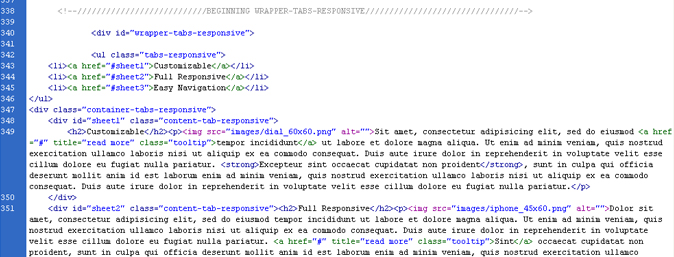 338 <!--////////////////////////BEGINNING WRAPPER-TABS-RESPONSIVE//////////////////////////////-->
339
340 <div id="wrapper-tabs-responsive">
341
342 <ul class="tabs-responsive">
343 <li><a href="#sheet1">Customizable</a></li>
344 <li><a href="#sheet2">Full Responsive</a></li>
345 <li><a href="#sheet3">Easy Navigation</a></li>
346 </ul>
347 <div class="container-tabs-responsive">
348 <div id="sheet1" class="content-tab-responsive">
349 <h2>Customizable</h2><p><img src="images/dial_60x60.png" alt="">Sit amet, consectetur adipisicing elit, sed do eiusmod <a href
="#" title="read more" class="tooltip">tempor incididunt</a> ut labore et dolore magna aliqua. Ut enim ad minim veniam, quis nostrud
exercitation ullamco laboris nisi ut aliquip ex ea commodo consequat. Duis aute irure dolor in reprehenderit in voluptate velit esse
cillum dolore eu fugiat nulla pariatur. <strong>Excepteur sint occaecat cupidatat non proident</strong>, sunt in culpa qui officia
deserunt mollit anim id est laborum enim ad minim veniam, quis nostrud exercitation ullamco laboris nisi ut aliquip ex ea commodo
consequat. Duis aute irure dolor in reprehenderit in voluptate velit esse cillum dolore eu fugiat nulla pariatur.</p>
350 </div>
351 <div id="sheet2" class="content-tab-responsive"><h2>Full Responsive</h2><p><img src="images/iphone_45x60.png" alt="">Dolor sit
amet, consectetur adipisicing elit, sed do eiusmod tempor incididunt ut labore et dolore magna aliqua. Ut enim ad minim veniam, quis
nostrud exercitation ullamco laboris nisi ut aliquip ex ea commodo consequat. Duis aute irure dolor in reprehenderit in voluptate
velit esse cillum dolore eu fugiat nulla pariatur. <a href="#" title="read more" class="tooltip">Sint</a> occaecat cupidatat non
proident, sunt in culpa qui officia deserunt mollit anim id est laborum enim ad minim veniam, quis nostrud exercitation ullamco